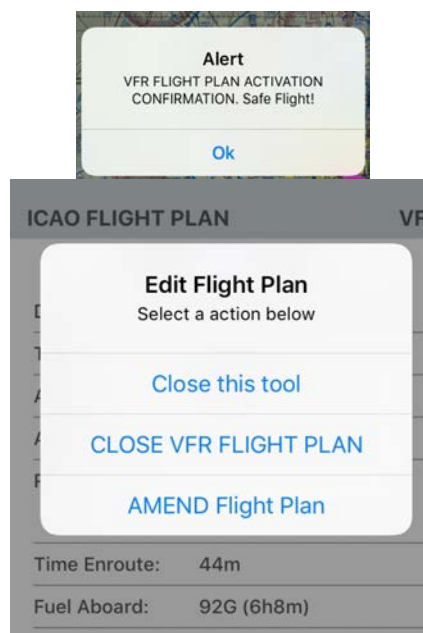 Alert
VFR FLIGHT PLAN ACTIVATION
CONFIRMATION. Safe Flight!
Ok
ICAO FLIGHT PLAN VF
Edit Flight Plan
Select a action below
Close this tool
CLOSE VFR FLIGHT PLAN
AMEND Flight Plan
Time Enroute: 44m
Fuel Aboard: 92G (6h8m)